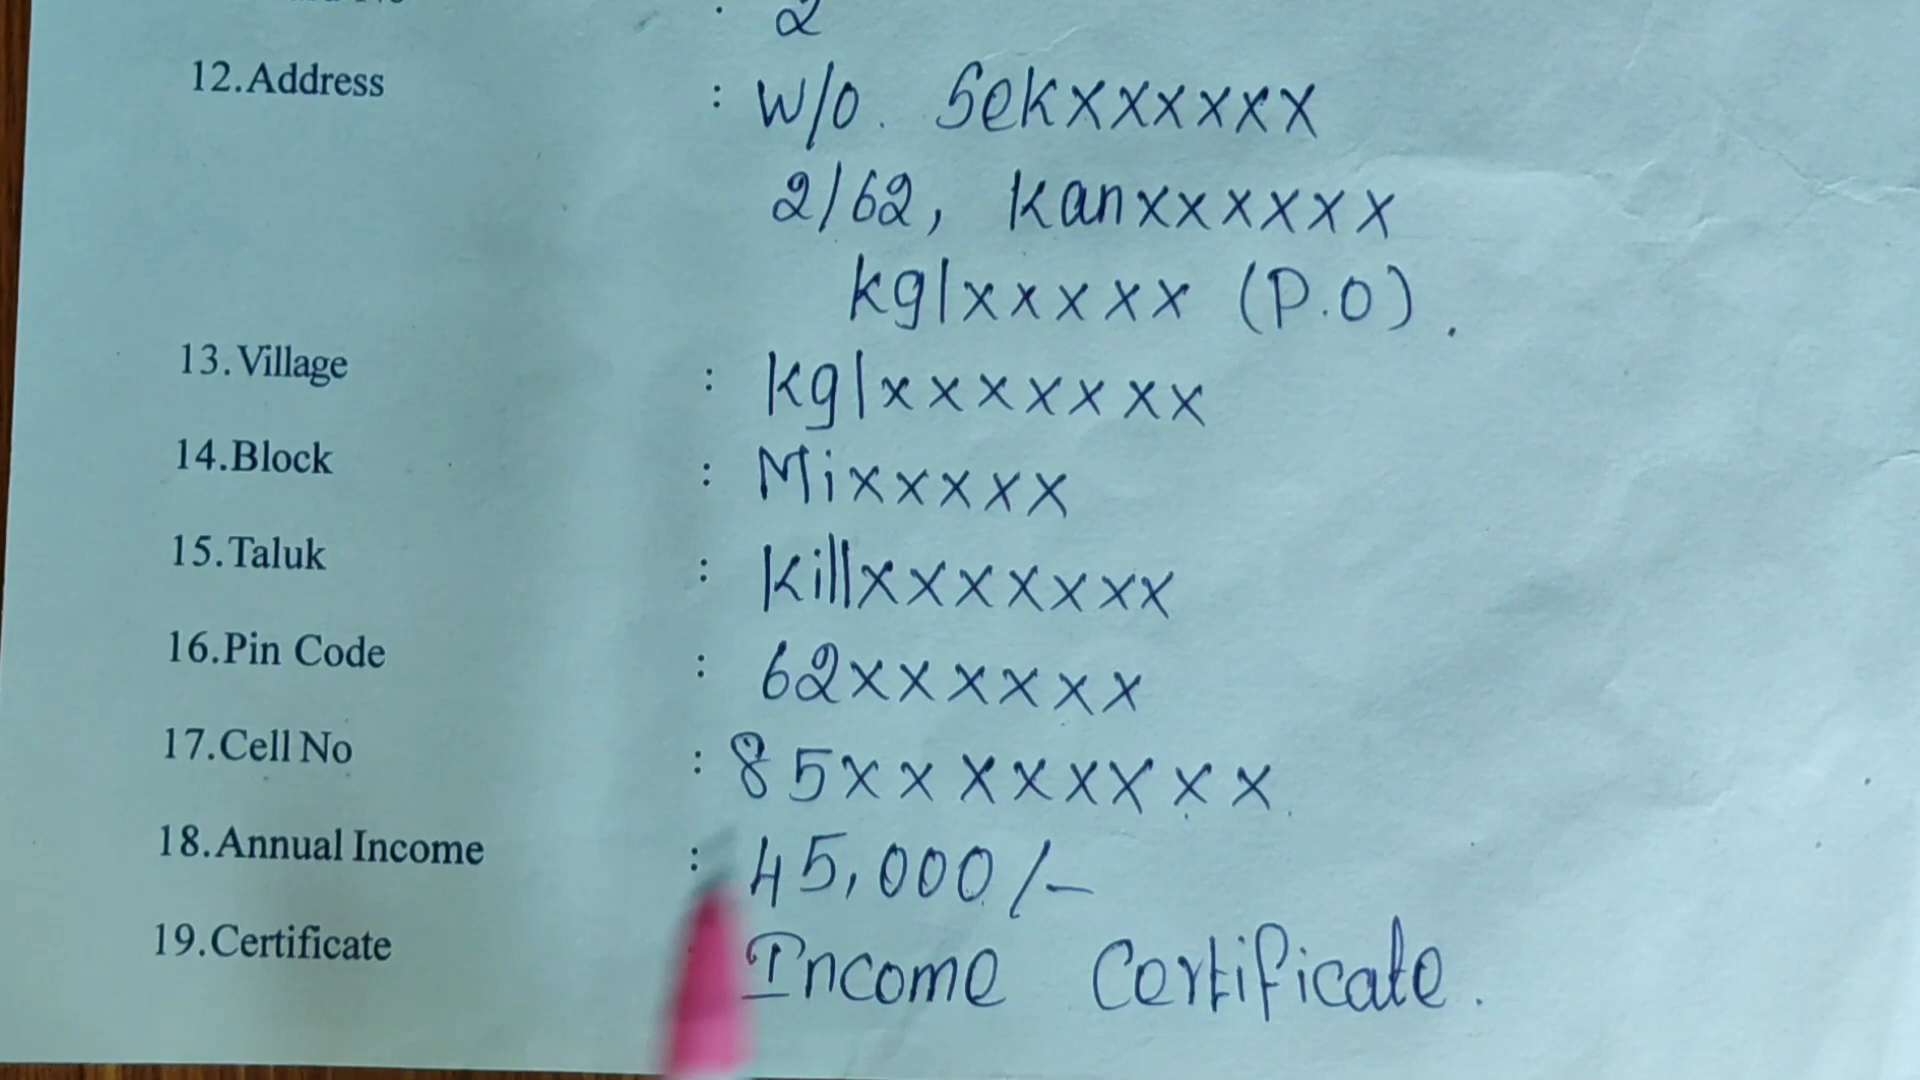 : 2
12.Address : W/o. Sekxxxxxx
2/62, Kanxxxxxx
Kglxxxxx (P.O).
13.Village : Kglxxxxxxx
14.Block : Mixxxxx
15.Taluk : Killxxxxxxx
16.Pin Code : 62xxxxxx
17.Cell No : 85xxxxxxxx
18.Annual Income : 45,000/-
19.Certificate : Income Certificate.